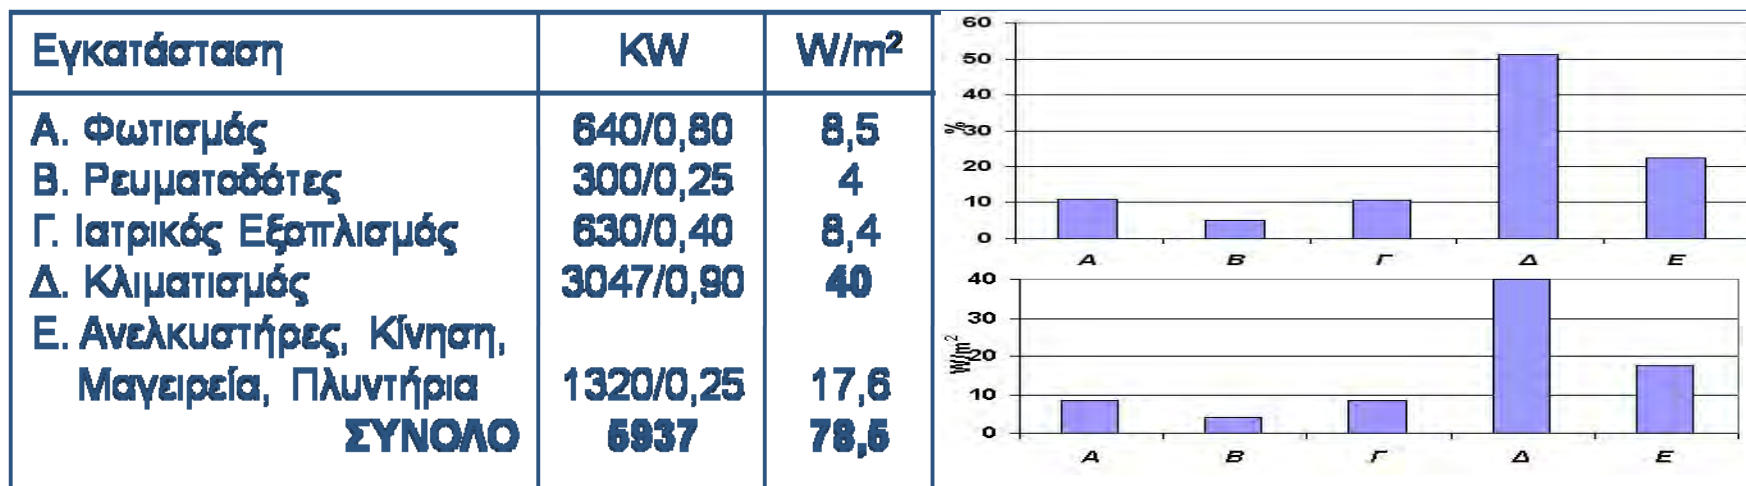 Εγκατάσταση KW W/m²
Α. Φωτισμός 640/0,80 8,5
Β. Ρευματοδότες 300/0,25 4
Γ. Ιατρικός Εξοπλισμός 630/0,40 8,4
Δ. Κλιματισμός 3047/0,90 40
Ε. Ανελκυστήρες, Κίνηση,
Μαγειρεία, Πλυντήρια 1320/0,25 17,6
ΣΥΝΟΛΟ 5937 78,5
60
50
40
%
30
20
10
0
Α Β Γ Δ Ε
40
30
W/m²
20
10
0
Α Β Γ Δ Ε